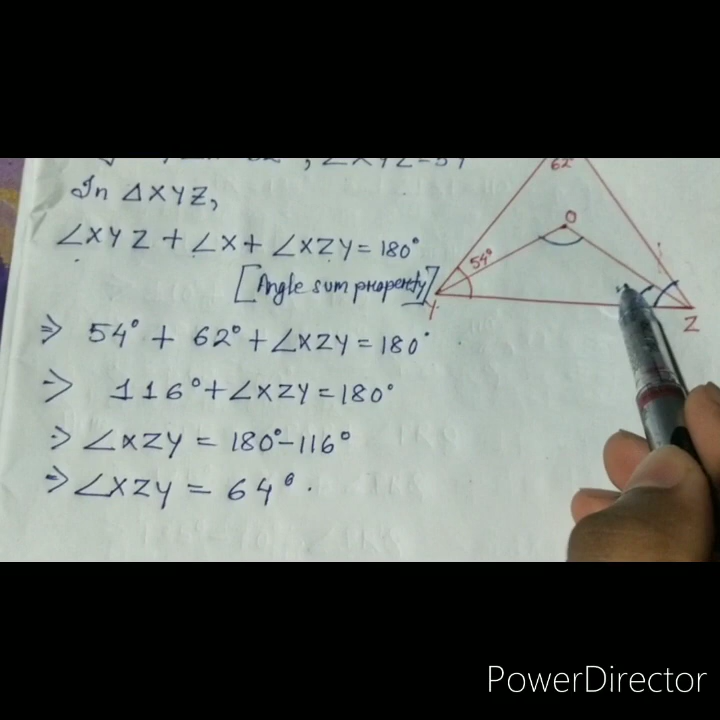 In ΔXYZ,
∠XYZ + ∠X + ∠XZY = 180°
[Angle sum property]
⇒ 54° + 62° + ∠XZY = 180°
⇒ 116° + ∠XZY = 180°
⇒ ∠XZY = 180° - 116°
⇒ ∠XZY = 64°.
62°
O
54°
Y
Z
PowerDirector